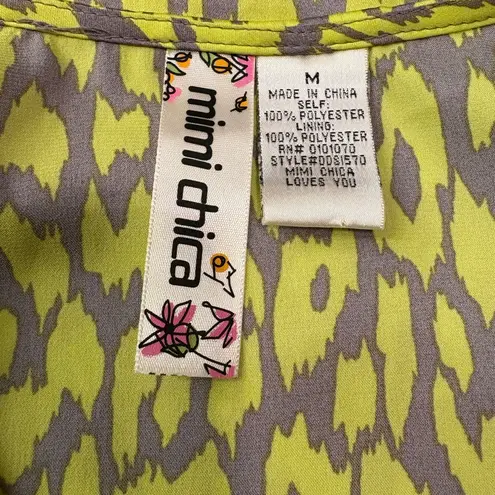 mimi chica
M
MADE IN CHINA
SELF:
100% POLYESTER
LINING:
100% POLYESTER
RN# 0101070
STYLE#DDS1570
MIMI CHICA
LOVES YOU